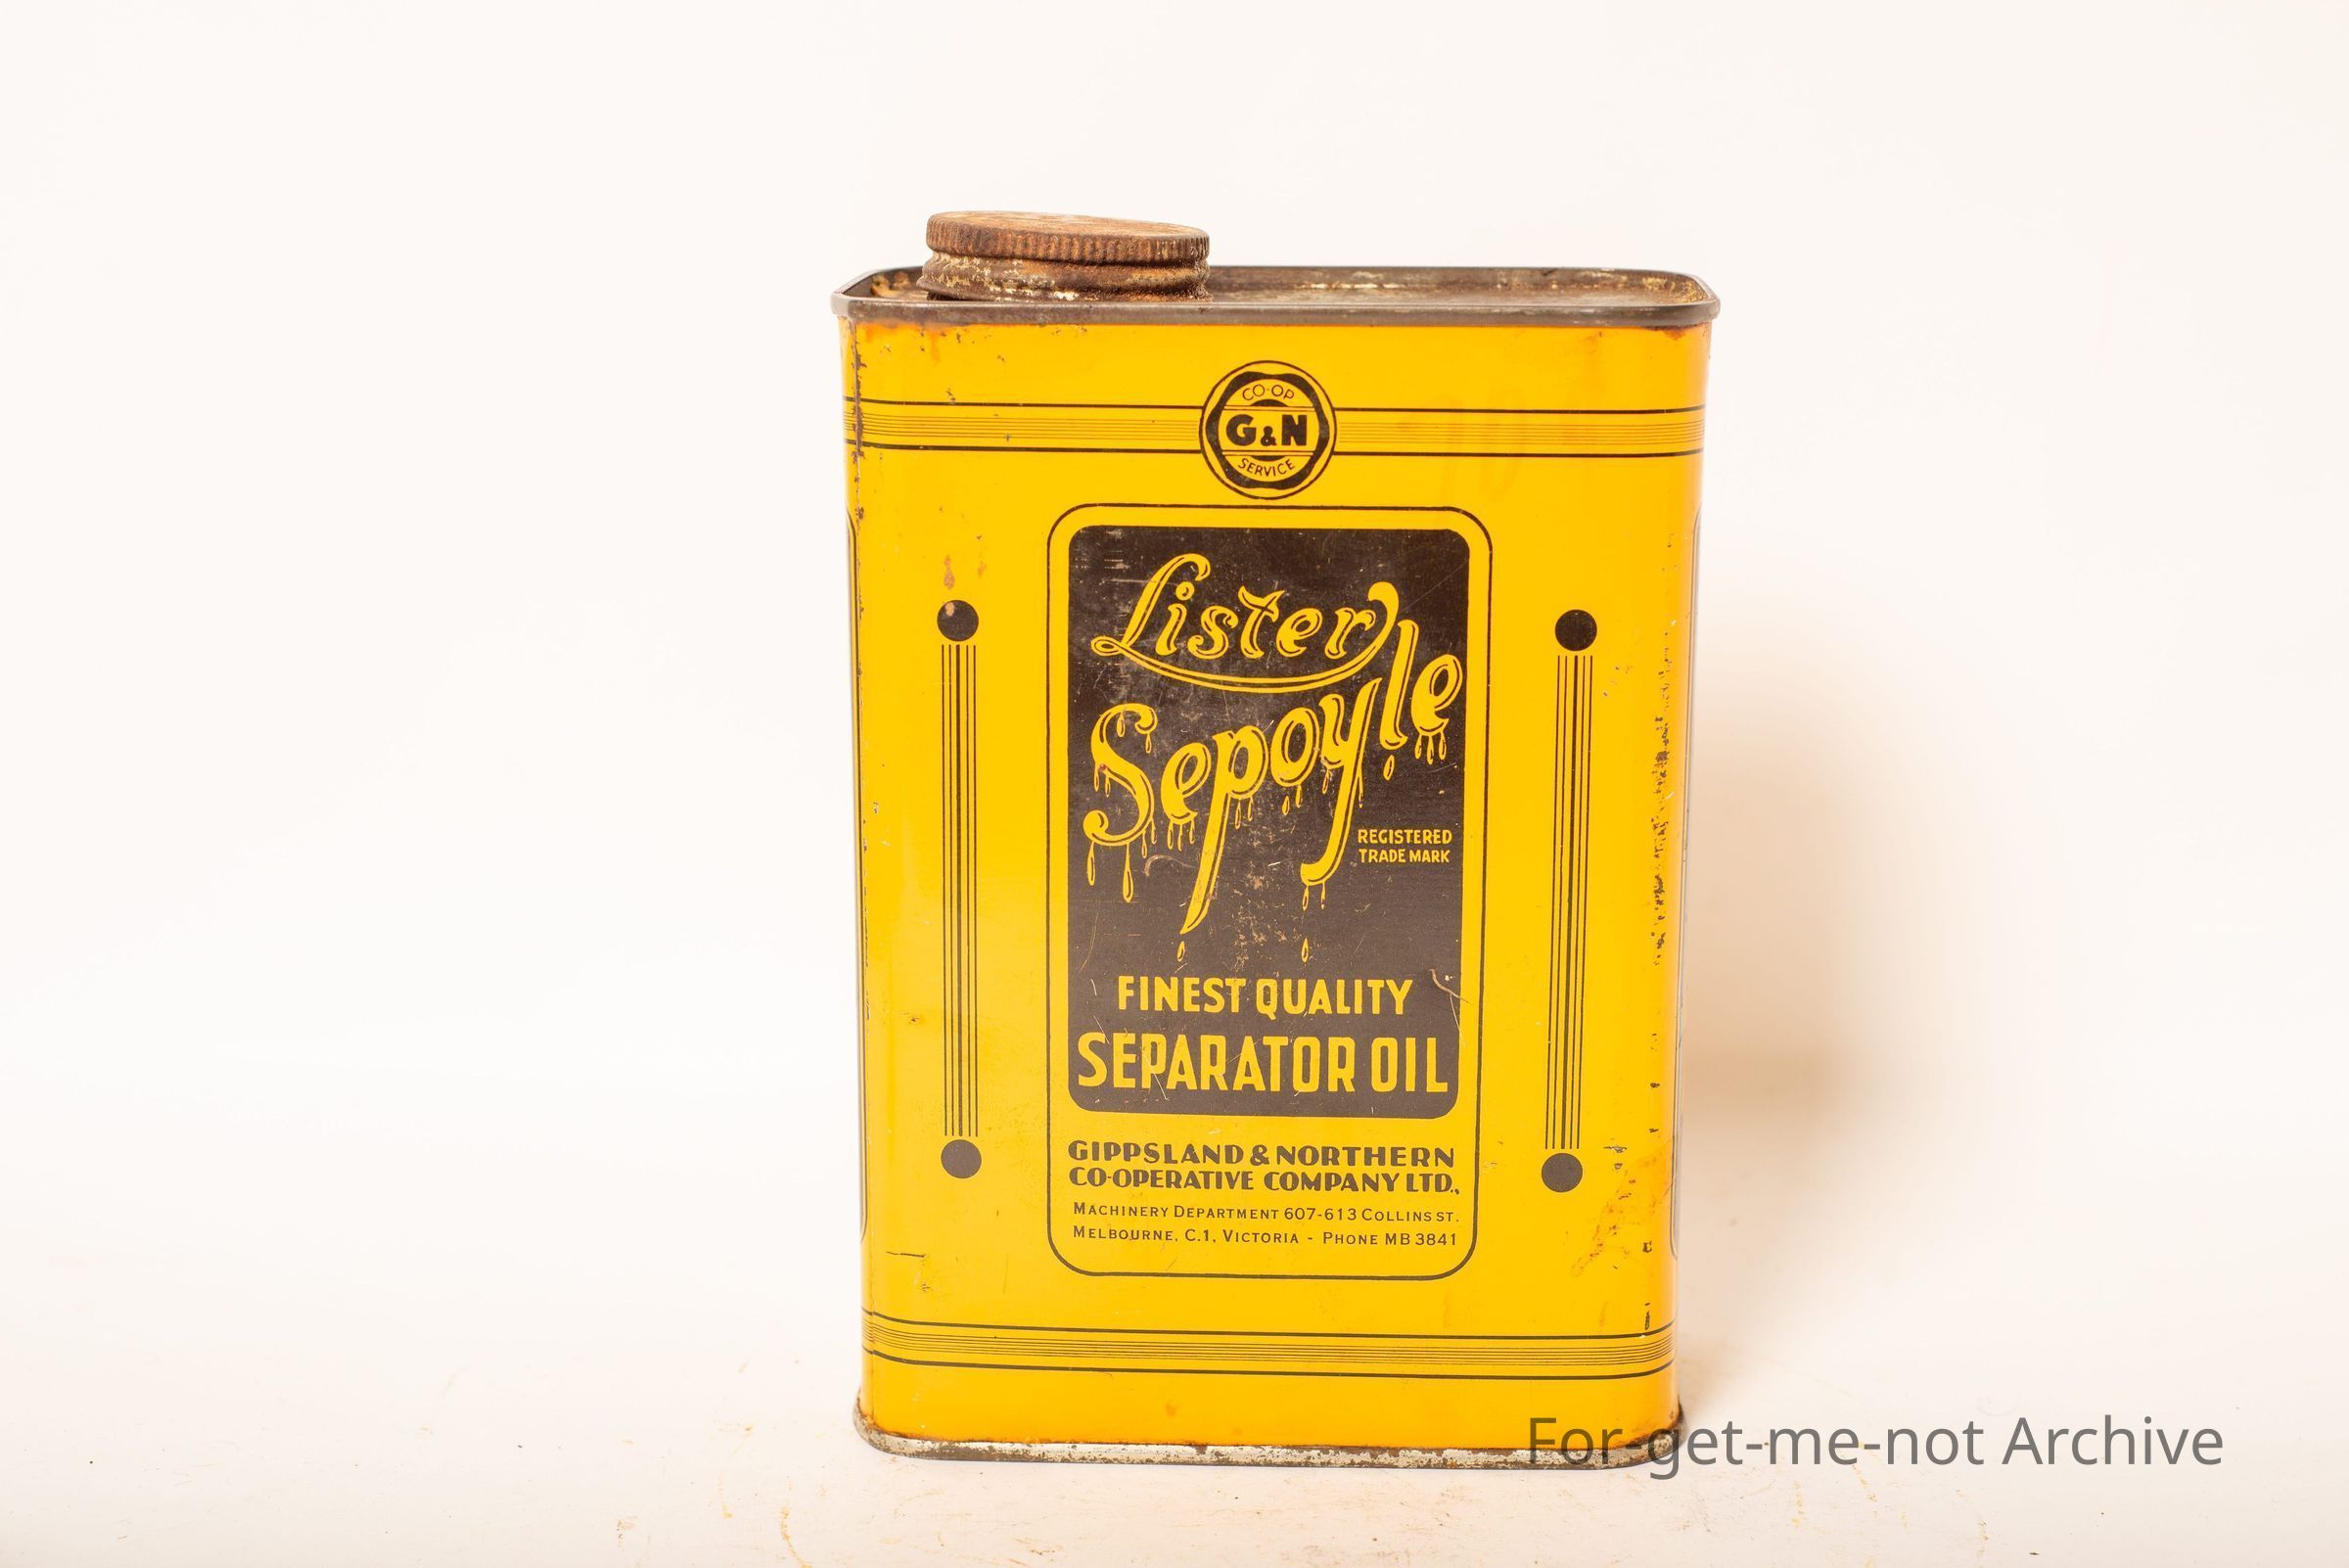 CO-OP
G&N
SERVICE
Lister
Sepoyle
REGISTERED
TRADE MARK
FINEST QUALITY
SEPARATOR OIL
GIPPSLAND & NORTHERN
CO-OPERATIVE COMPANY LTD.,
MACHINERY DEPARTMENT 607-613 COLLINS ST.
MELBOURNE, C.1, VICTORIA - PHONE MB 3841
For-get-me-not Archive